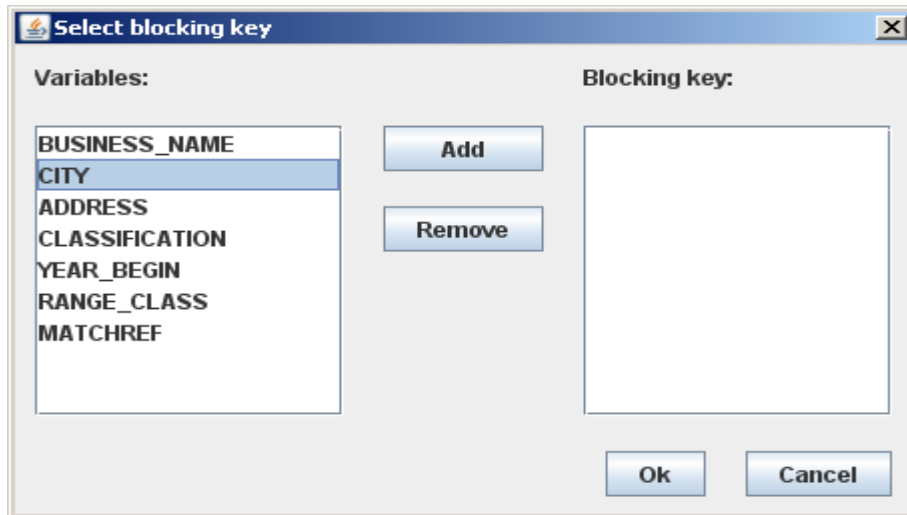 Select blocking key
Variables:
Blocking key:
BUSINESS_NAME
CITY
ADDRESS
CLASSIFICATION
YEAR_BEGIN
RANGE_CLASS
MATCHREF
Add
Remove
Ok
Cancel